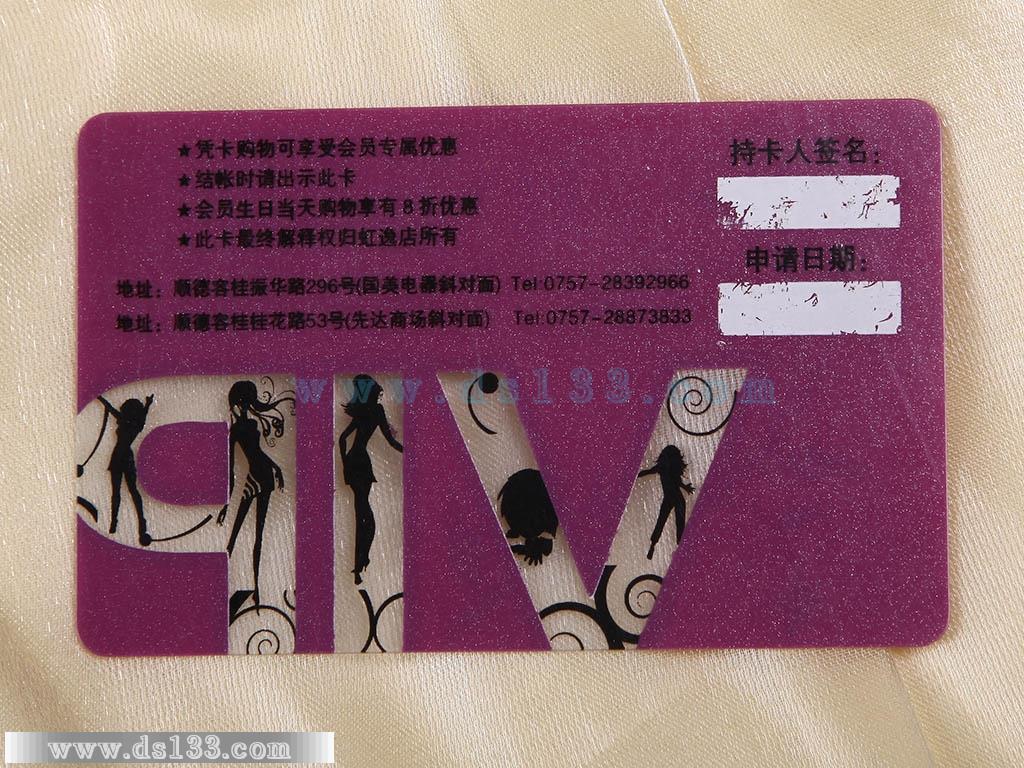 ★凭卡购物可享受会员专属优惠
★结帐时请出示此卡
★会员生日当天购物享有8折优惠
★此卡最终解释权归虹逸店所有
地址：顺德容桂振华路296号(国美电器斜对面) Tel:0757-28392966
地址：顺德容桂桂花路53号(先达商场斜对面) Tel:0757-28873833
持卡人签名：
申请日期：
www.ds133.com
VIP
www.ds133.com